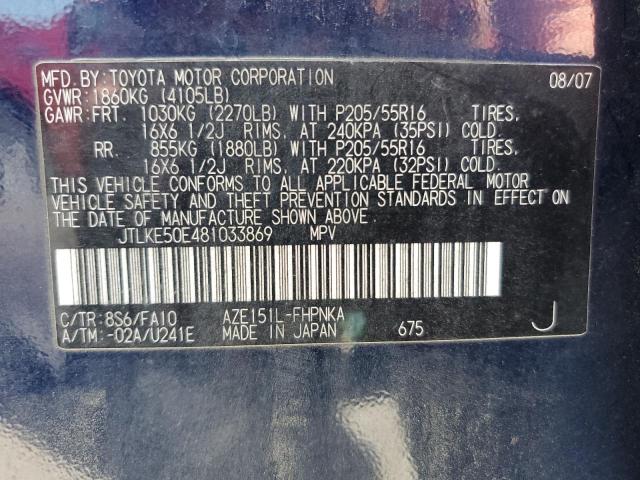 MFD.BY:TOYOTA MOTOR CORPORATION 08/07
GVWR:1860KG (4105LB)
GAWR:FRT. 1030KG (2270LB) WITH P205/55R16 TIRES,
16X6 1/2J RIMS, AT 240KPA (35PSI) COLD.
RR. 855KG (1880LB) WITH P205/55R16 TIRES,
16X6 1/2J RIMS, AT 220KPA (32PSI) COLD.
THIS VEHICLE CONFORMS TO ALL APPLICABLE FEDERAL MOTOR
VEHICLE SAFETY AND THEFT PREVENTION STANDARDS IN EFFECT ON
THE DATE OF MANUFACTURE SHOWN ABOVE.
JTLKE50E481033869 MPV
C/TR:8S6/FA10 AZE151L-FHPNKA
A/TM:-02A/U241E MADE IN JAPAN 675 J